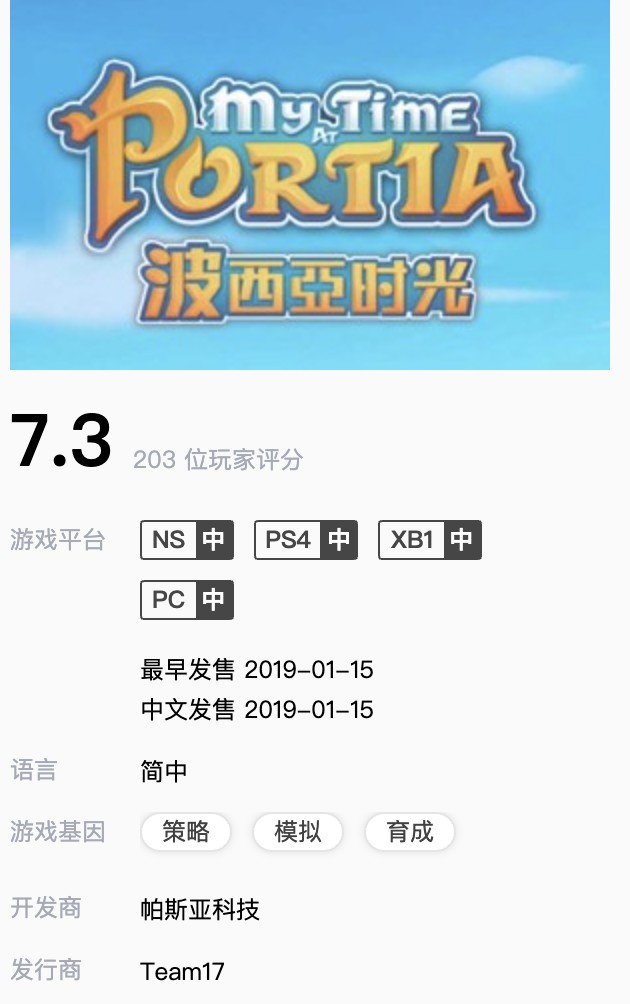 My Time
AT
PORTIA
波西亞时光
7.3 203 位玩家评分
游戏平台 NS 中 PS4 中 XB1 中
PC 中
最早发售 2019-01-15
中文发售 2019-01-15
语言 简中
游戏基因 策略 模拟 育成
开发商 帕斯亚科技
发行商 Team17